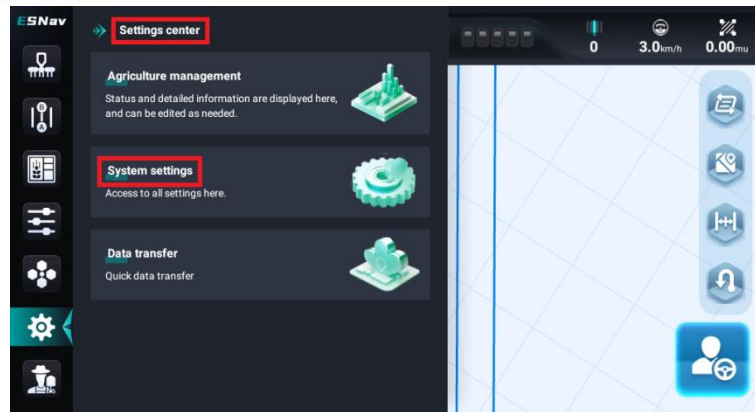 ESNav
Settings center
Agriculture management
Status and detailed information are displayed here,
and can be edited as needed.
System settings
Access to all settings here.
Data transfer
Quick data transfer
0
3.0km/h
0.00mu
B
A